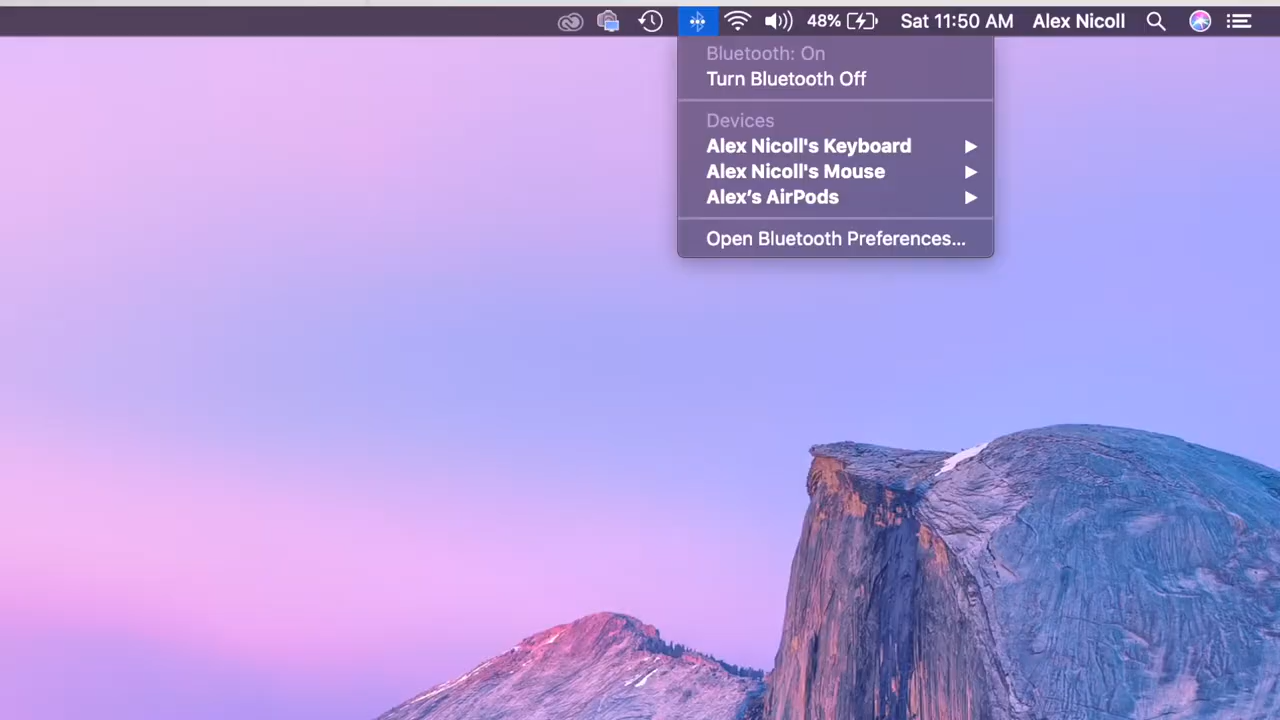 48% Sat 11:50 AM Alex Nicoll
Bluetooth: On
Turn Bluetooth Off
Devices
Alex Nicoll's Keyboard
Alex Nicoll's Mouse
Alex’s AirPods
Open Bluetooth Preferences...